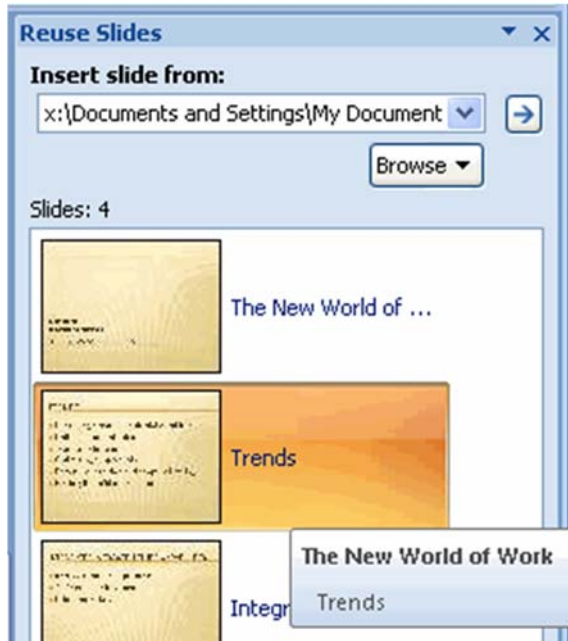 Reuse Slides
Insert slide from:
x:\Documents and Settings\My Document
Browse
Slides: 4
The New World of ...
Trends
The New World of Work
Trends
Integr